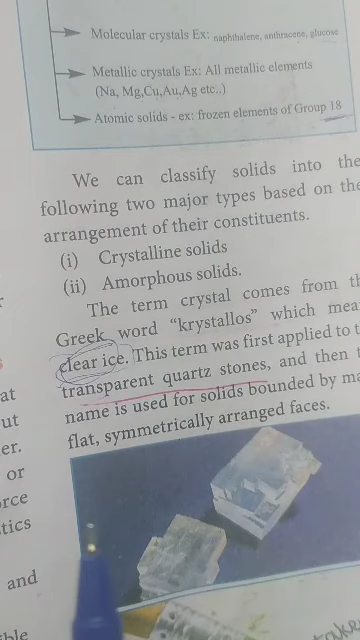 Molecular crystals Ex: naphthalene, anthracene, glucose
Metallic crystals Ex: All metallic elements
(Na, Mg,Cu,Au,Ag etc..)
Atomic solids - ex: frozen elements of Group 18
We can classify solids into the
following two major types based on the
arrangement of their constituents.
(i) Crystalline solids
(ii) Amorphous solids.
The term crystal comes from th
Greek word “krystallos” which mean
clear ice. This term was first applied to t
transparent quartz stones, and then t
name is used for solids bounded by ma
flat, symmetrically arranged faces.
at
ut
er.
or
rce
tics
and
ible